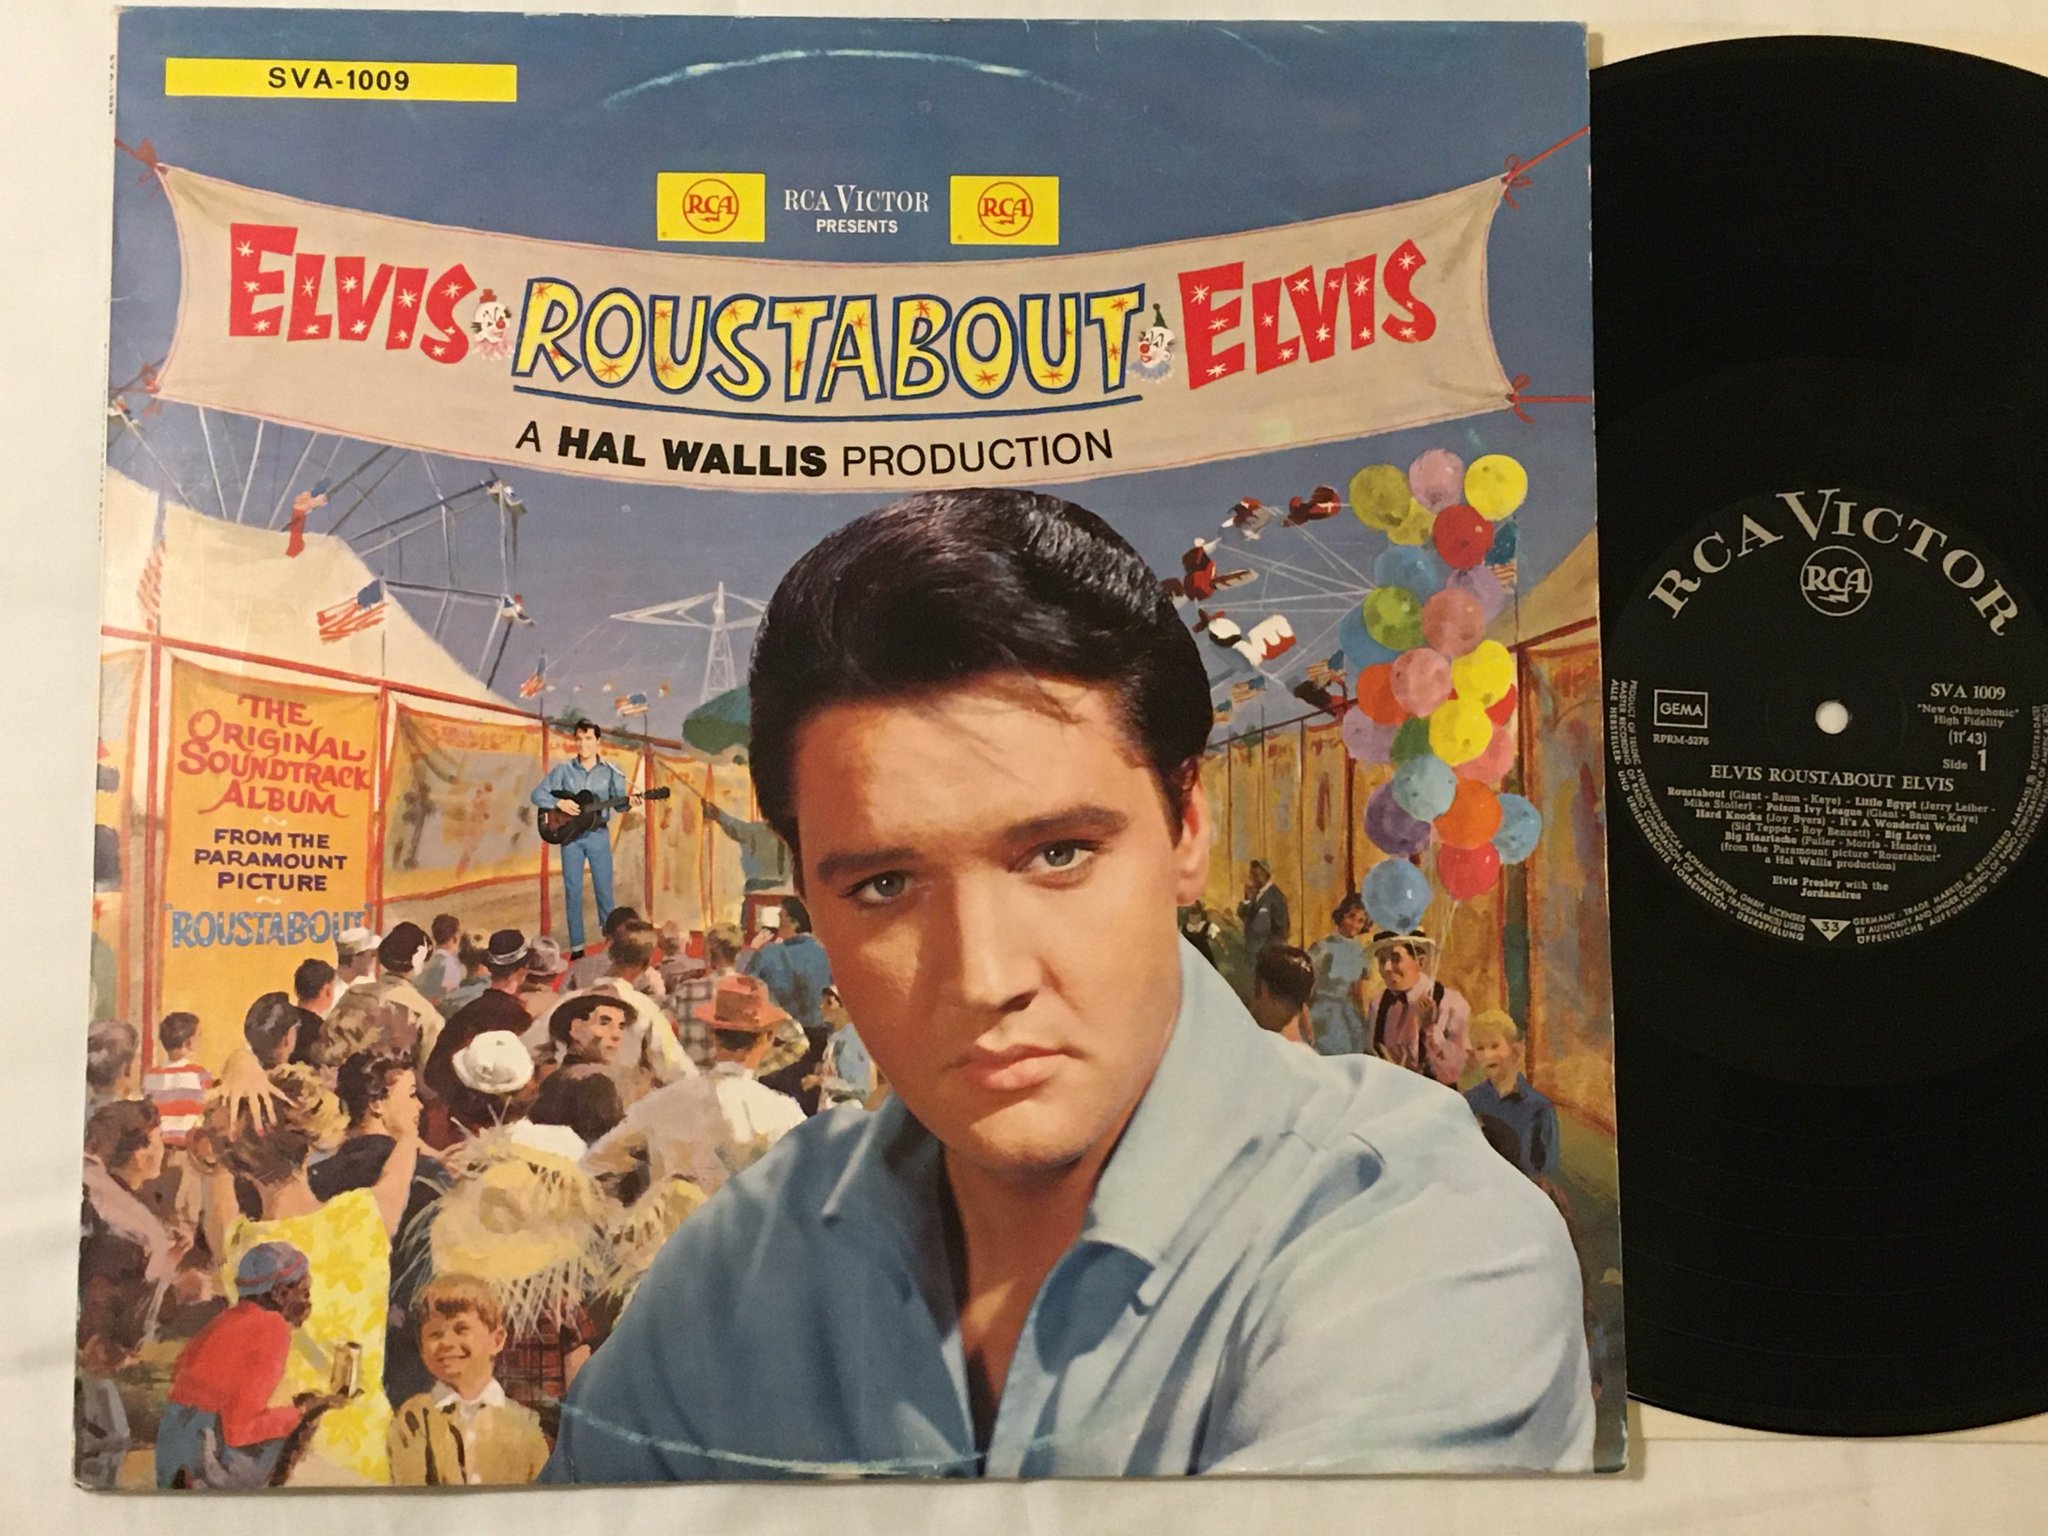 SVA-1009
RCA
RCA VICTOR
PRESENTS
RCA
ELVIS ROUSTABOUT ELVIS
A HAL WALLIS PRODUCTION
THE
ORIGINAL
SOUNDTRACK
ALBUM
FROM THE
PARAMOUNT
PICTURE
"ROUSTABOUT"
RCA VICTOR
RCA
GEMA
RPRM-5276
SVA 1009
"New Orthophonic"
High Fidelity
(11'43)
Side 1
ELVIS ROUSTABOUT ELVIS
Roustabout (Giant - Baum - Kaye) - Little Egypt (Jerry Leiber -
Mike Stoller) - Poison Ivy League (Giant - Baum - Kaye)
Hard Knocks (Joy Byers) - It's A Wonderful World
(Sid Tepper - Roy Bennett) - Big Love
Big Heartache (Fuller - Morris - Hendrix)
(from the Paramount picture "Roustabout"
a Hal Wallis production)
Elvis Presley with the
Jordanaires
33